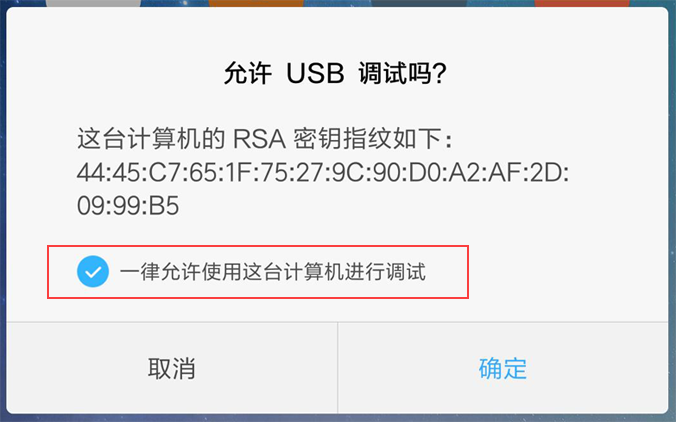 允许 USB 调试吗?
这台计算机的 RSA 密钥指纹如下：
44:45:C7:65:1F:75:27:9C:90:D0:A2:AF:2D:
09:99:B5
一律允许使用这台计算机进行调试
取消
确定